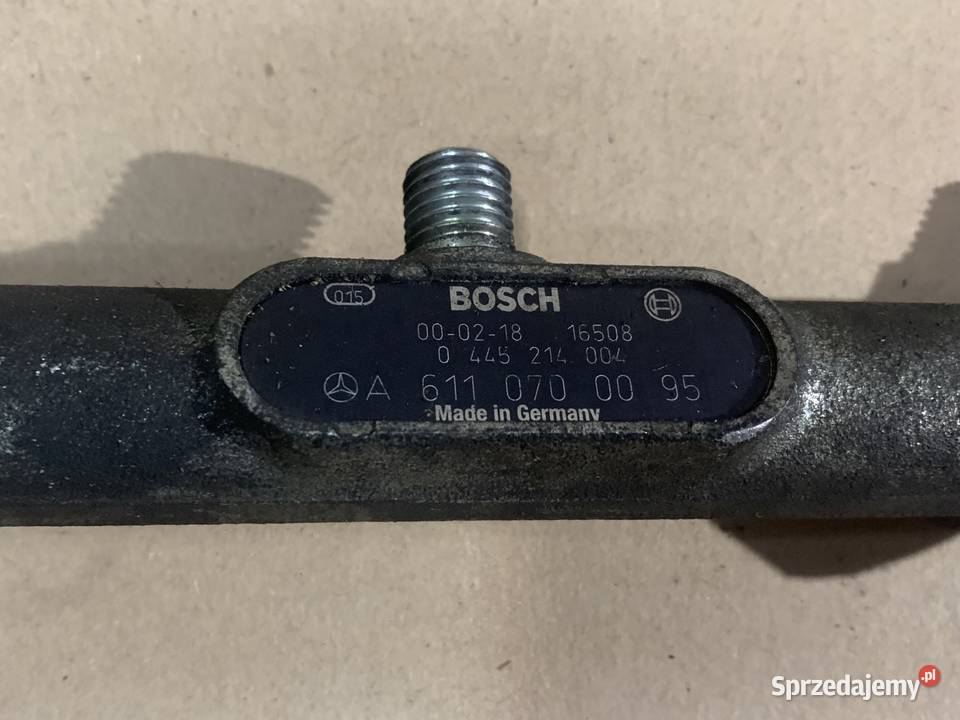 015 BOSCH
00-02-18 16508
0 445 214 004
A 611 070 00 95
Made in Germany
Sprzedajemy.pl